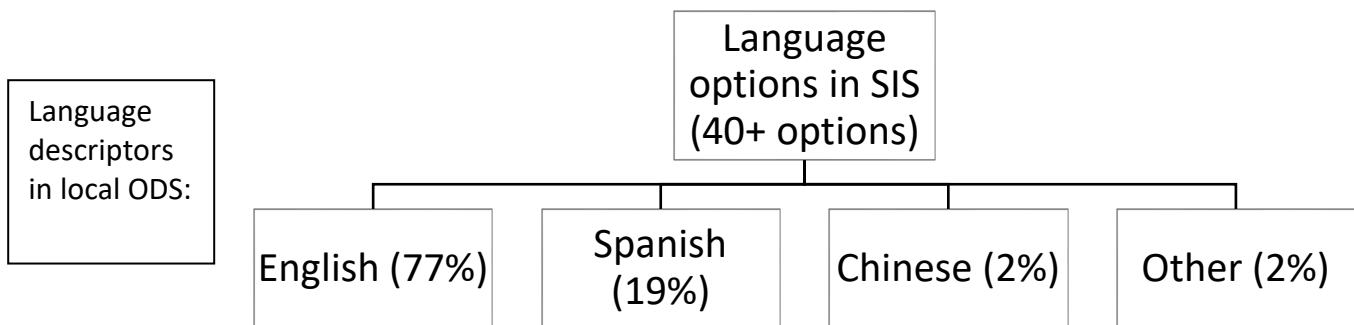 Language
options in SIS
(40+ options)
Language
descriptors
in local ODS:
English (77%)
Spanish
(19%)
Chinese (2%)
Other (2%)